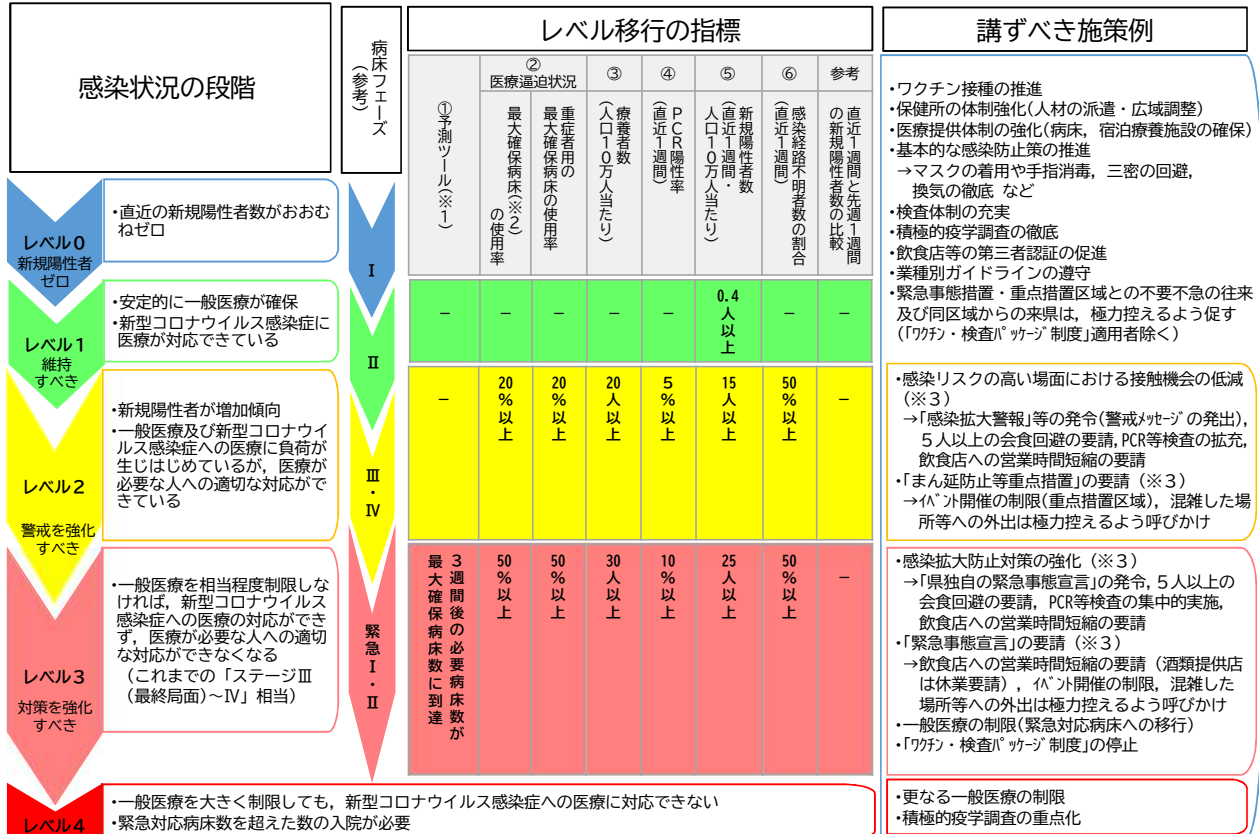 感染状況の段階
病床フェーズ
(参考)
レベル移行の指標
講ずべき施策例
①予測ツール(※1)
②
医療逼迫状況
最大確保病床(※2)
の使用率
重症者用の
最大確保病床の使用率
③
療養者数
(人口10万人当たり)
④
PCR陽性率
(直近1週間)
⑤
新規陽性者数
(直近1週間・
人口10万人当たり)
⑥
感染経路不明者数の割合
(直近1週間)
参考
直近1週間と先週1週間
の新規陽性者数の比較
レベル0
新規陽性者
ゼロ
・直近の新規陽性者数がおおむ
ねゼロ
Ⅰ
・ワクチン接種の推進
・保健所の体制強化(人材の派遣・広域調整)
・医療提供体制の強化(病床,宿泊療養施設の確保)
・基本的な感染防止策の推進
→マスクの着用や手指消毒,三密の回避,
換気の徹底 など
・検査体制の充実
・積極的疫学調査の徹底
・飲食店等の第三者認証の促進
・業種別ガイドラインの遵守
・緊急事態措置・重点措置区域との不要不急の往来
及び同区域からの来県は,極力控えるよう促す
(「ワクチン・検査パッケージ制度」適用者除く)
レベル1
維持
すべき
・安定的に一般医療が確保
・新型コロナウイルス感染症に
医療が対応できている
Ⅱ
－
－
－
－
－
0.4人以上
－
－
レベル2
警戒を強化
すべき
・新規陽性者が増加傾向
・一般医療及び新型コロナウイ
ルス感染症への医療に負荷が
生じはじめているが,医療が
必要な人への適切な対応がで
きている
Ⅲ・Ⅳ
－
20%以上
20%以上
20人以上
5%以上
15人以上
50%以上
－
・感染リスクの高い場面における接触機会の低減
(※3)
→「感染拡大警報」等の発令(警戒メッセージの発出),
5人以上の会食回避の要請,PCR等検査の拡充,
飲食店への営業時間短縮の要請
・「まん延防止等重点措置」の要請(※3)
→イベント開催の制限(重点措置区域),混雑した場
所等への外出は極力控えるよう呼びかけ
レベル3
対策を強化
すべき
・一般医療を相当程度制限しな
ければ,新型コロナウイルス
感染症への医療の対応ができ
ず,医療が必要な人への適切
な対応ができなくなる
(これまでの「ステージⅢ
(最終局面)～Ⅳ」相当)
緊急Ⅰ・Ⅱ
3週間後の必要病床数が
最大確保病床数に到達
50%以上
50%以上
30人以上
10%以上
25人以上
50%以上
－
・感染拡大防止対策の強化(※3)
→「県独自の緊急事態宣言」の発令,5人以上の
会食回避の要請,PCR等検査の集中的実施,
飲食店への営業時間短縮の要請
・「緊急事態宣言」の要請(※3)
→飲食店への営業時間短縮の要請(酒類提供店
は休業要請),イベント開催の制限,混雑した
場所等への外出は極力控えるよう呼びかけ
・一般医療の制限(緊急対応病床への移行)
・「ワクチン・検査パッケージ制度」の停止
レベル4
・一般医療を大きく制限しても,新型コロナウイルス感染症への医療に対応できない
・緊急対応病床数を超えた数の入院が必要
・更なる一般医療の制限
・積極的疫学調査の重点化